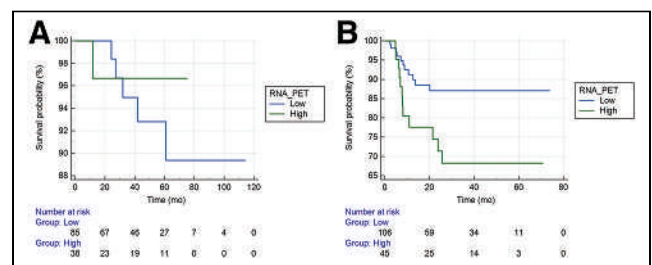 A
B
100
98
96
94
92
90
88
Survival probability (%)
0 20 40 60 80 100 120
Time (mo)
RNA_PET
Low
High
Number at risk
Group: Low
85 67 46 27 7 4 0
Group: High
38 23 19 11 0 0 0
100
95
90
85
80
75
70
65
Survival probability (%)
0 20 40 60 80
Time (mo)
RNA_PET
Low
High
Number at risk
Group: Low
106 59 34 11 0
Group: High
45 25 14 3 0